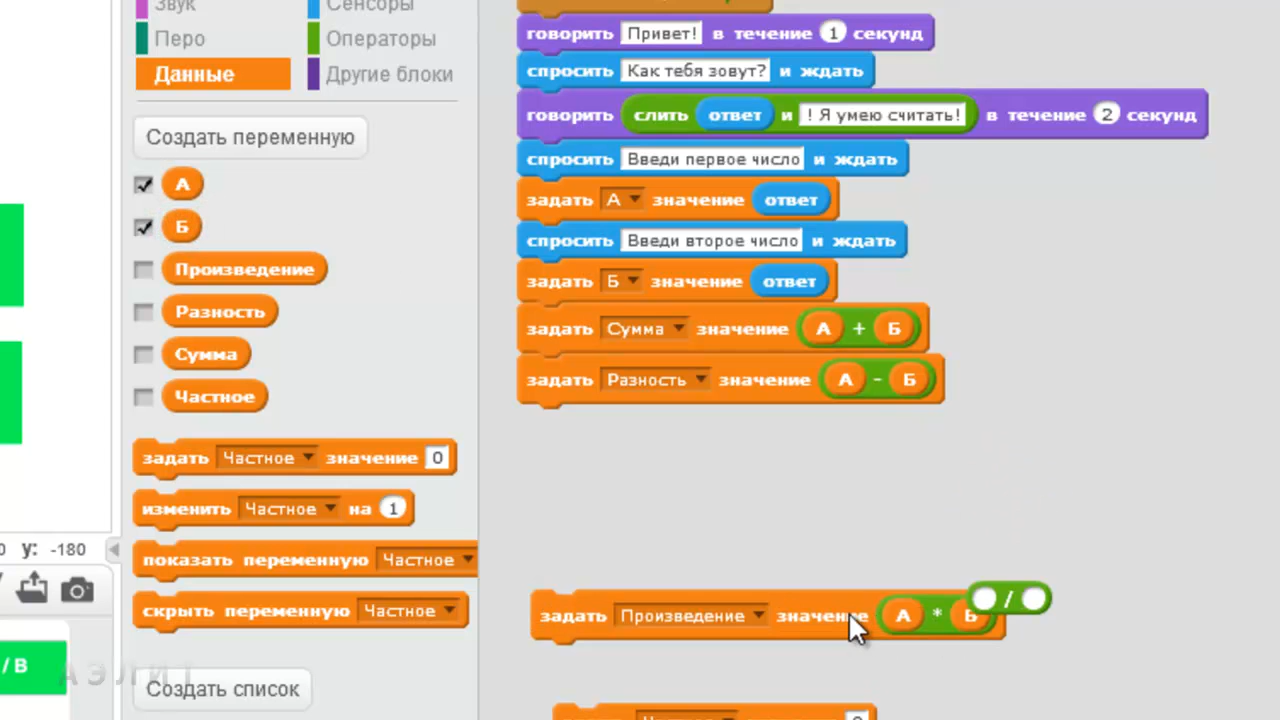 Звук
Сенсоры
Перо
Операторы
Данные
Другие блоки
Создать переменную
А
Б
Произведение
Разность
Сумма
Частное
задать Частное значение 0
изменить Частное на 1
показать переменную Частное
скрыть переменную Частное
Создать список
y: -180
/ B
АЭЛИТ
говорить Привет! в течение 1 секунд
спросить Как тебя зовут? и ждать
говорить слить ответ и ! Я умею считать! в течение 2 секунд
спросить Введи первое число и ждать
задать А значение ответ
спросить Введи второе число и ждать
задать Б значение ответ
задать Сумма значение А + Б
задать Разность значение А - Б
задать Произведение значение А * Б
/